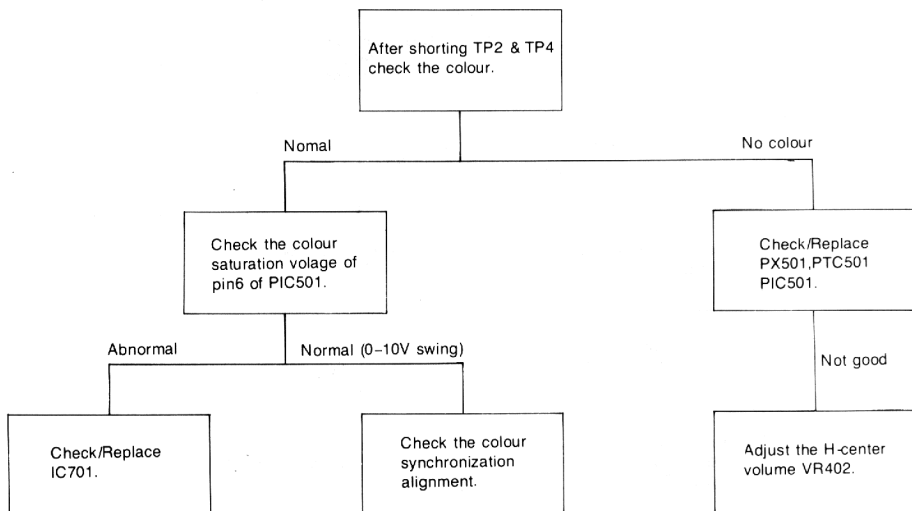 After shorting TP2 & TP4
check the colour.
Nomal
No colour
Check the colour
saturation volage of
pin6 of PIC501.
Check/Replace
PX501,PTC501
PIC501.
Abnormal
Normal (0–10V swing)
Not good
Check/Replace
IC701.
Check the colour
synchronization
alignment.
Adjust the H-center
volume VR402.